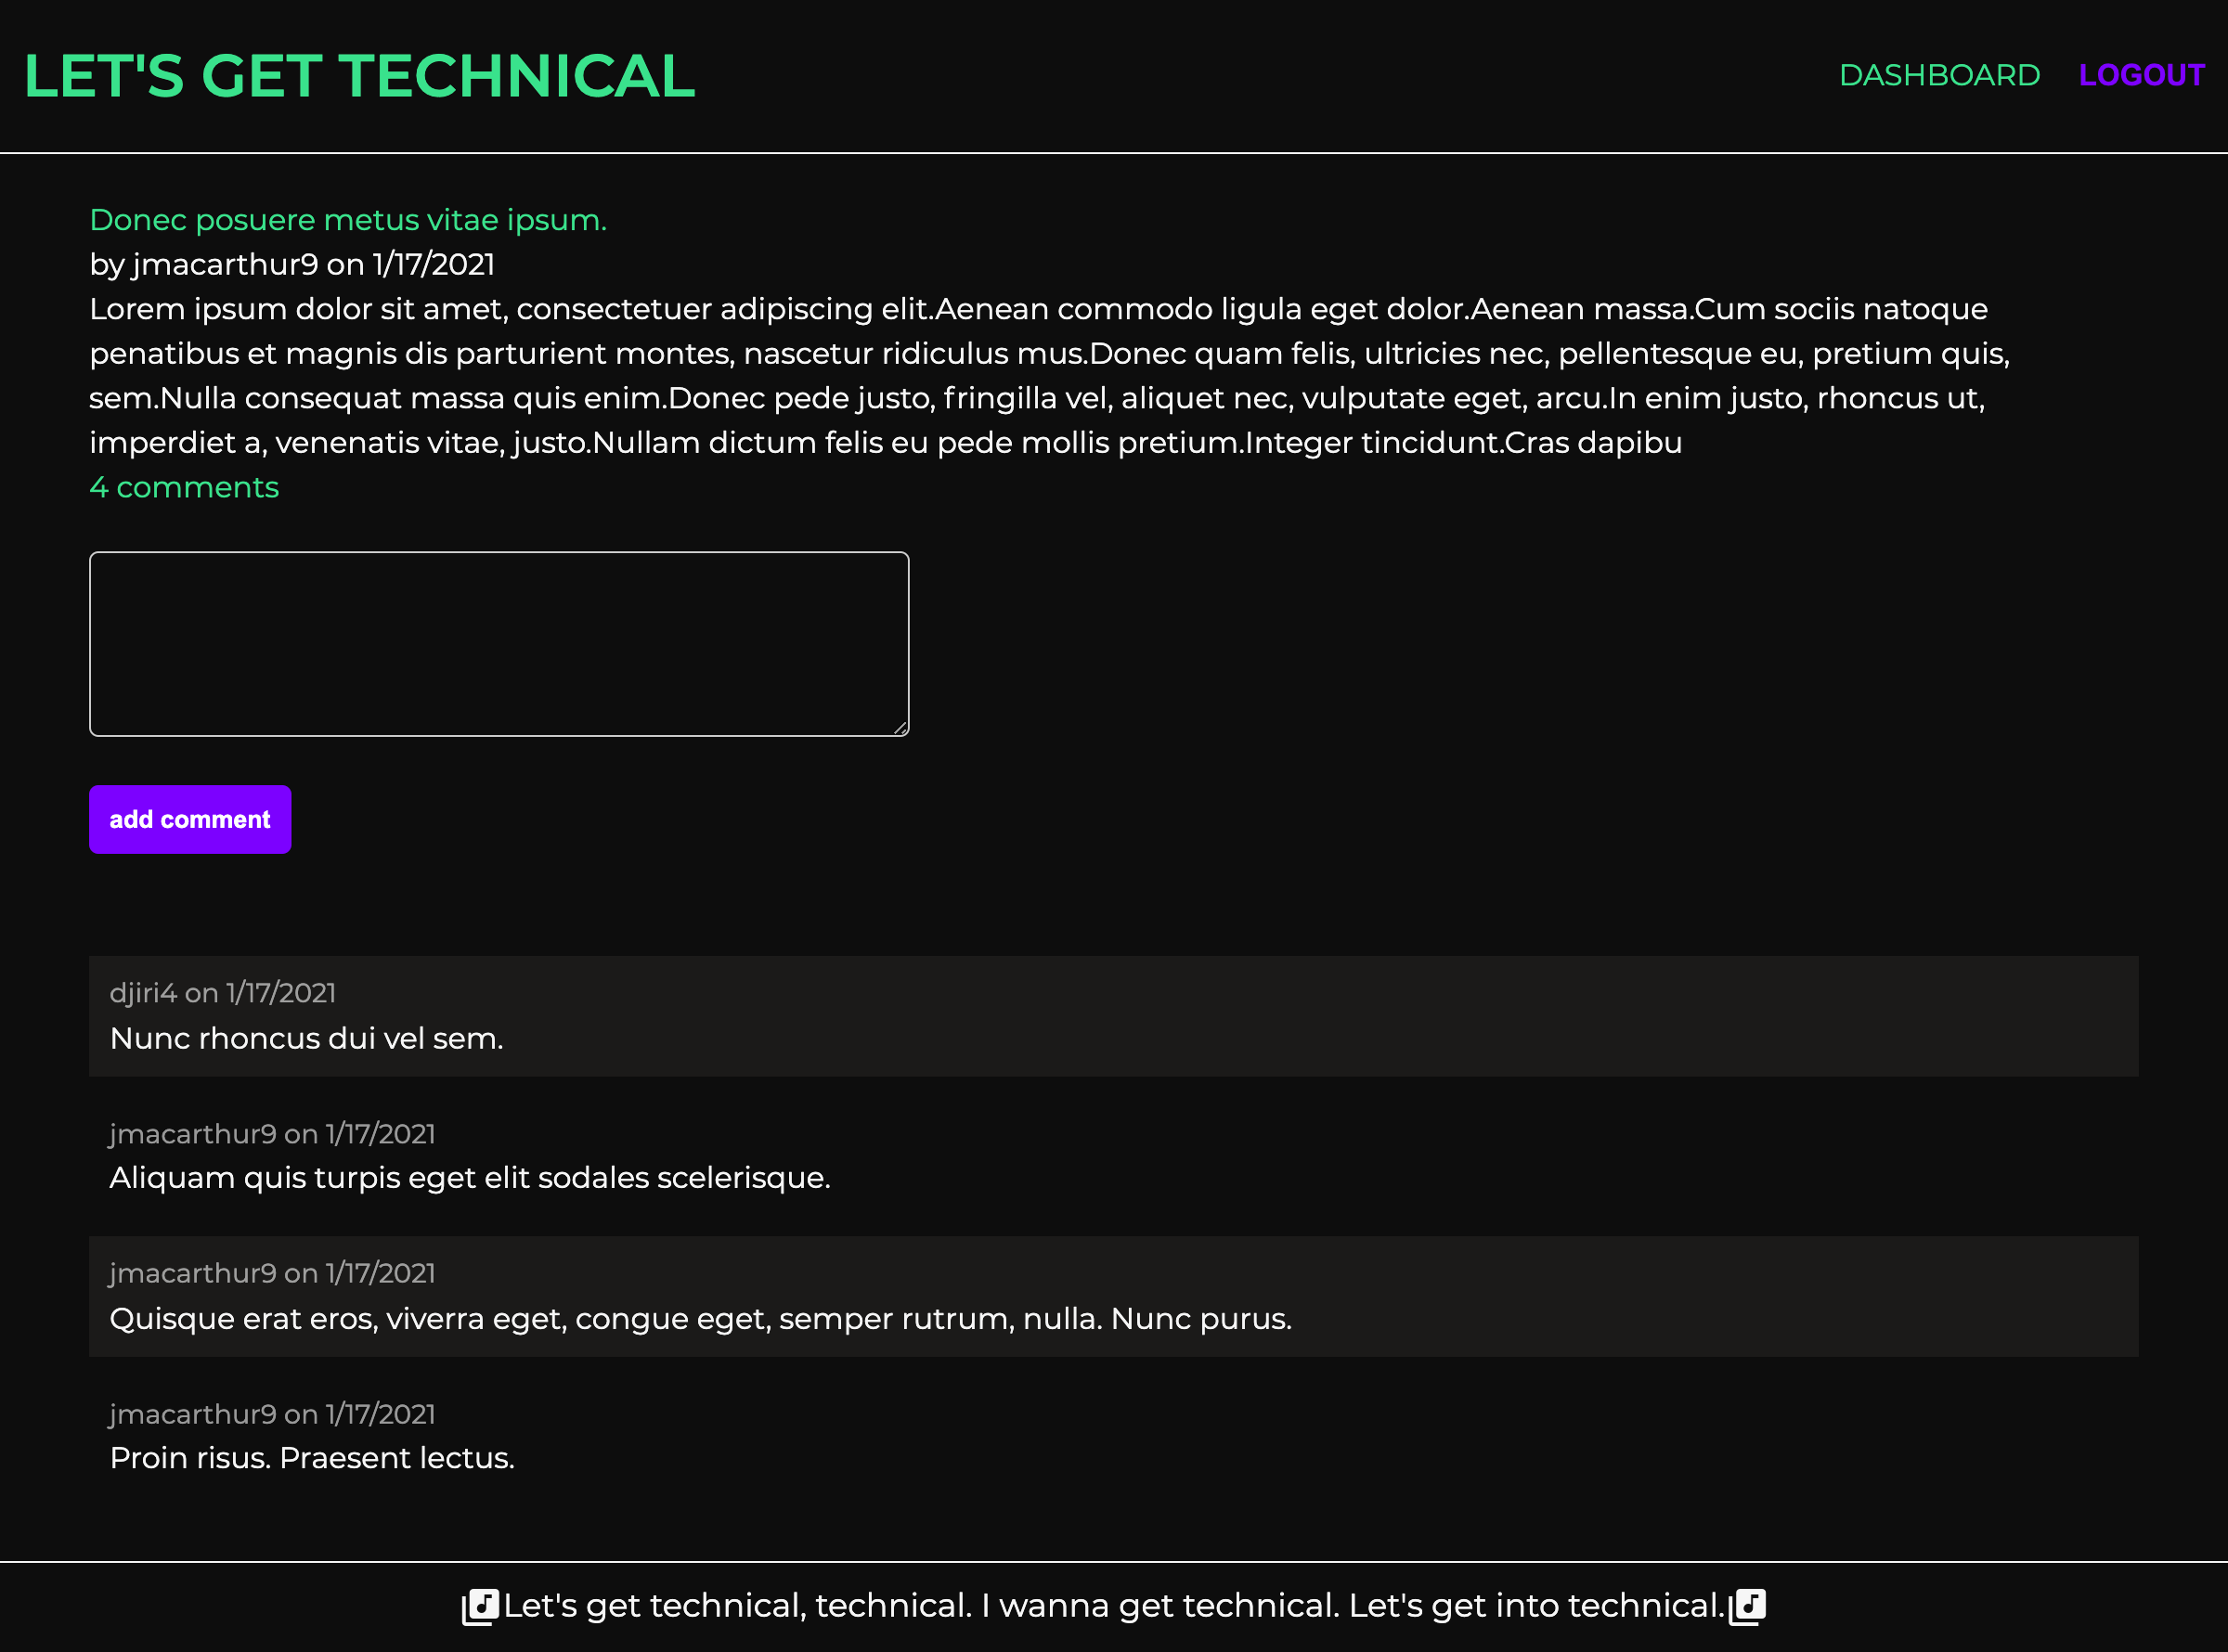 LET'S GET TECHNICAL
DASHBOARD LOGOUT
Donec posuere metus vitae ipsum.
by jmacarthur9 on 1/17/2021
Lorem ipsum dolor sit amet, consectetuer adipiscing elit.Aenean commodo ligula eget dolor.Aenean massa.Cum sociis natoque
penatibus et magnis dis parturient montes, nascetur ridiculus mus.Donec quam felis, ultricies nec, pellentesque eu, pretium quis,
sem.Nulla consequat massa quis enim.Donec pede justo, fringilla vel, aliquet nec, vulputate eget, arcu.In enim justo, rhoncus ut,
imperdiet a, venenatis vitae, justo.Nullam dictum felis eu pede mollis pretium.Integer tincidunt.Cras dapibu
4 comments
add comment
djiri4 on 1/17/2021
Nunc rhoncus dui vel sem.
jmacarthur9 on 1/17/2021
Aliquam quis turpis eget elit sodales scelerisque.
jmacarthur9 on 1/17/2021
Quisque erat eros, viverra eget, congue eget, semper rutrum, nulla. Nunc purus.
jmacarthur9 on 1/17/2021
Proin risus. Praesent lectus.
Let's get technical, technical. I wanna get technical. Let's get into technical.